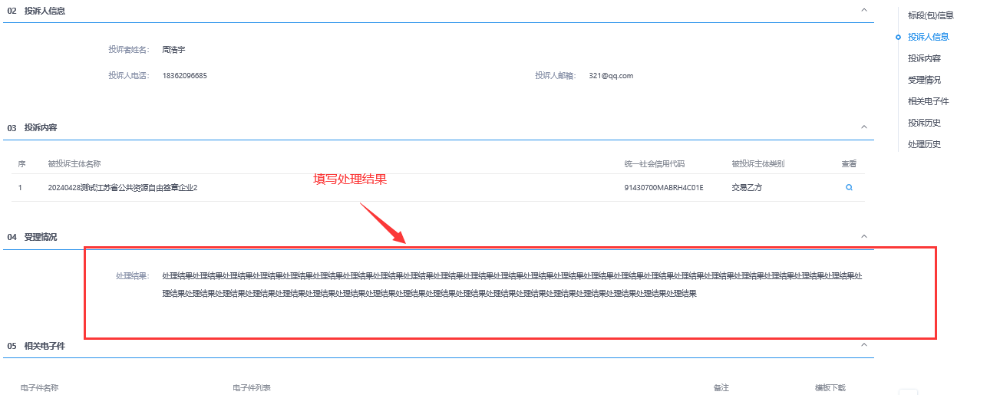 02 投诉人信息
投诉者姓名： 周浩宇
投诉人电话： 18362096685 投诉人邮箱： 321@qq.com
03 投诉内容
序 被投诉主体名称 统一社会信用代码 被投诉主体类别 查看
1 20240428测试江苏省公共资源自由签章企业2 91430700MABRH4C01E 交易乙方
填写处理结果
04 受理情况
处理结果： 处理结果处理结果处理结果处理结果处理结果处理结果处理结果处理结果处理结果处理结果处理结果处理结果处理结果处理结果处理结果处理结果处理结果处理结果处理结果处理结果处理结果处理结果处理结果处
理结果处理结果处理结果处理结果处理结果处理结果处理结果处理结果处理结果处理结果处理结果处理结果处理结果处理结果处理结果处理结果处理结果处理结果
05 相关电子件
电子件名称 电子件列表 备注 模板下载
标段(包)信息
投诉人信息
投诉内容
受理情况
相关电子件
投诉历史
处理历史